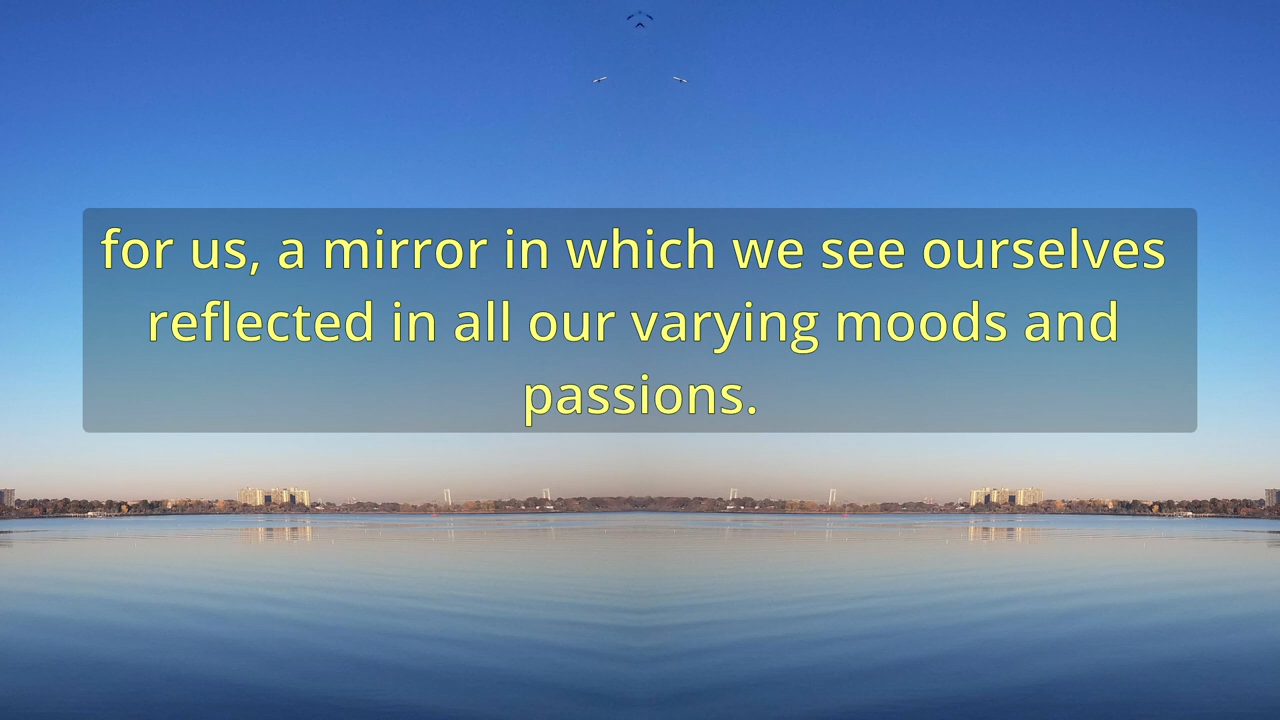 for us, a mirror in which we see ourselves
reflected in all our varying moods and
passions.